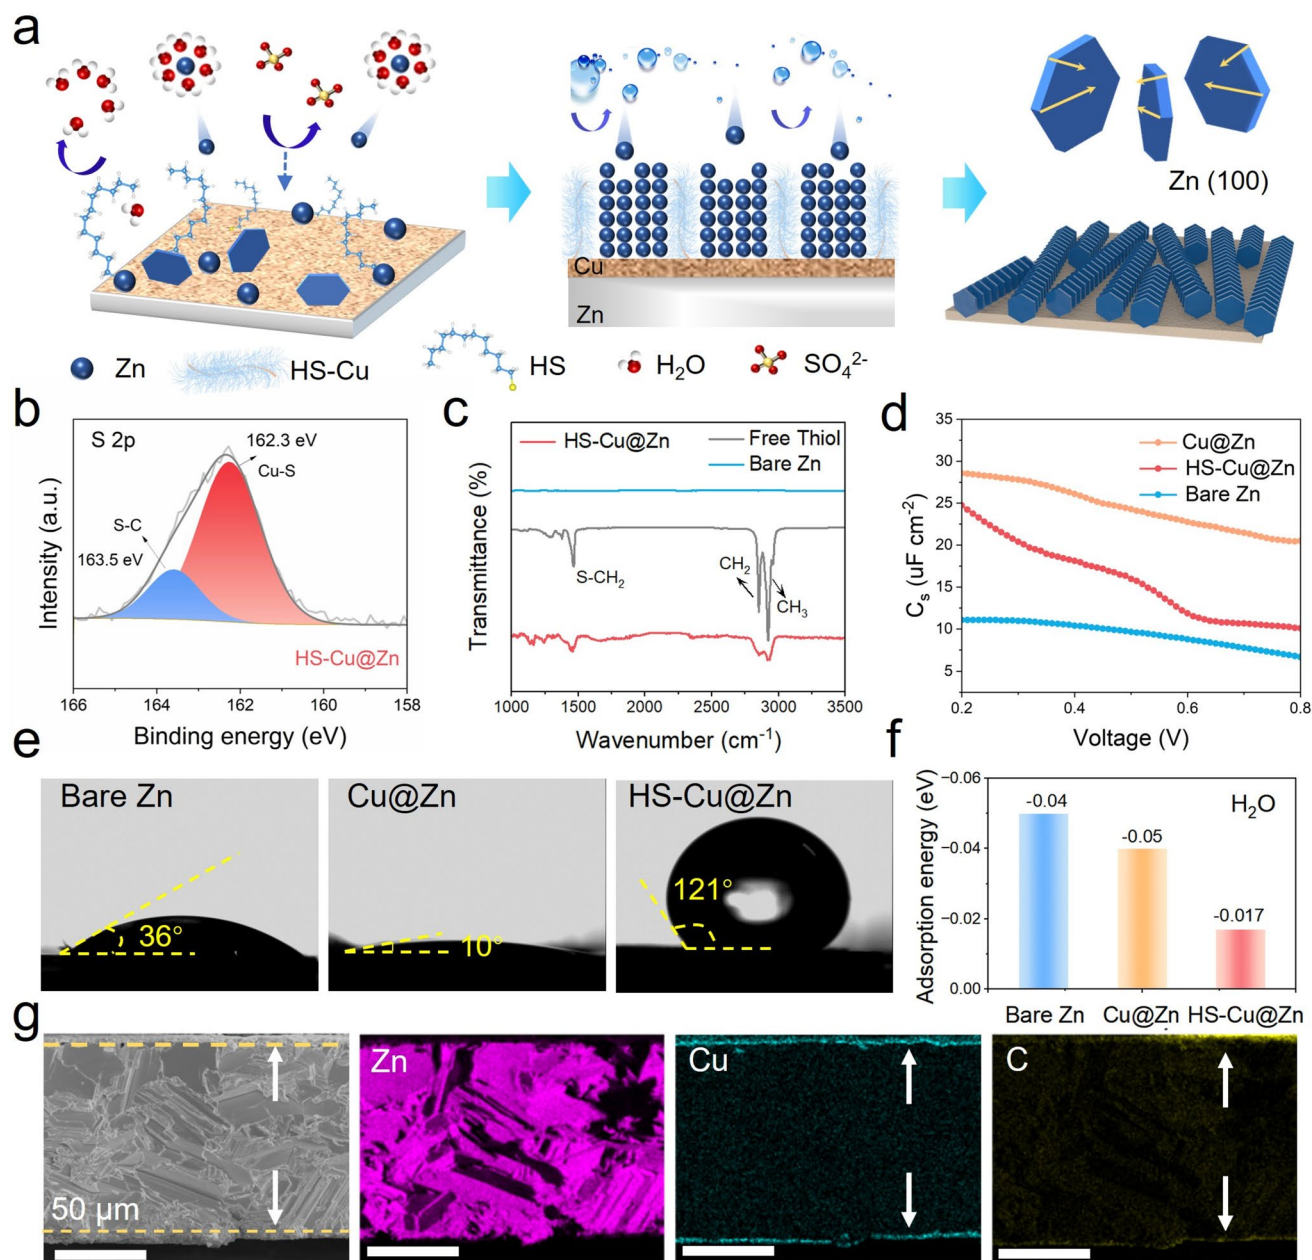 a
Zn (100)
Cu
Zn
Zn
HS-Cu
HS
H₂O
SO₄²⁻
b
S 2p
162.3 eV
Cu-S
S-C
163.5 eV
HS-Cu@Zn
Intensity (a.u.)
166 164 162 160 158
Binding energy (eV)
c
HS-Cu@Zn
Free Thiol
Bare Zn
S-CH₂
CH₂
CH₃
Transmittance (%)
1000 1500 2000 2500 3000 3500
Wavenumber (cm⁻¹)
d
Cu@Zn
HS-Cu@Zn
Bare Zn
Cₛ (uF cm⁻²)
35
30
25
20
15
10
5
0.2 0.4 0.6 0.8
Voltage (V)
e
Bare Zn
36°
Cu@Zn
10°
HS-Cu@Zn
121°
f
Adsorption energy (eV)
−0.06
−0.04
−0.02
0.00
H₂O
-0.04
-0.05
-0.017
Bare Zn Cu@Zn HS-Cu@Zn
g
50 μm
Zn
Cu
C